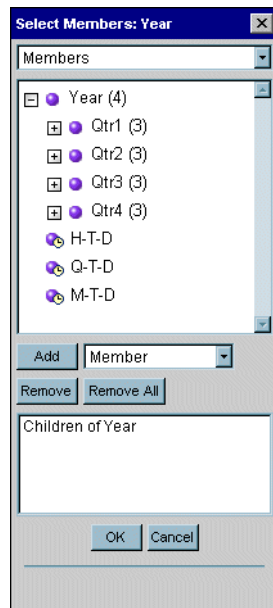 Select Members: Year
Members
Year (4)
Qtr1 (3)
Qtr2 (3)
Qtr3 (3)
Qtr4 (3)
H-T-D
Q-T-D
M-T-D
Add Member
Remove Remove All
Children of Year
OK Cancel